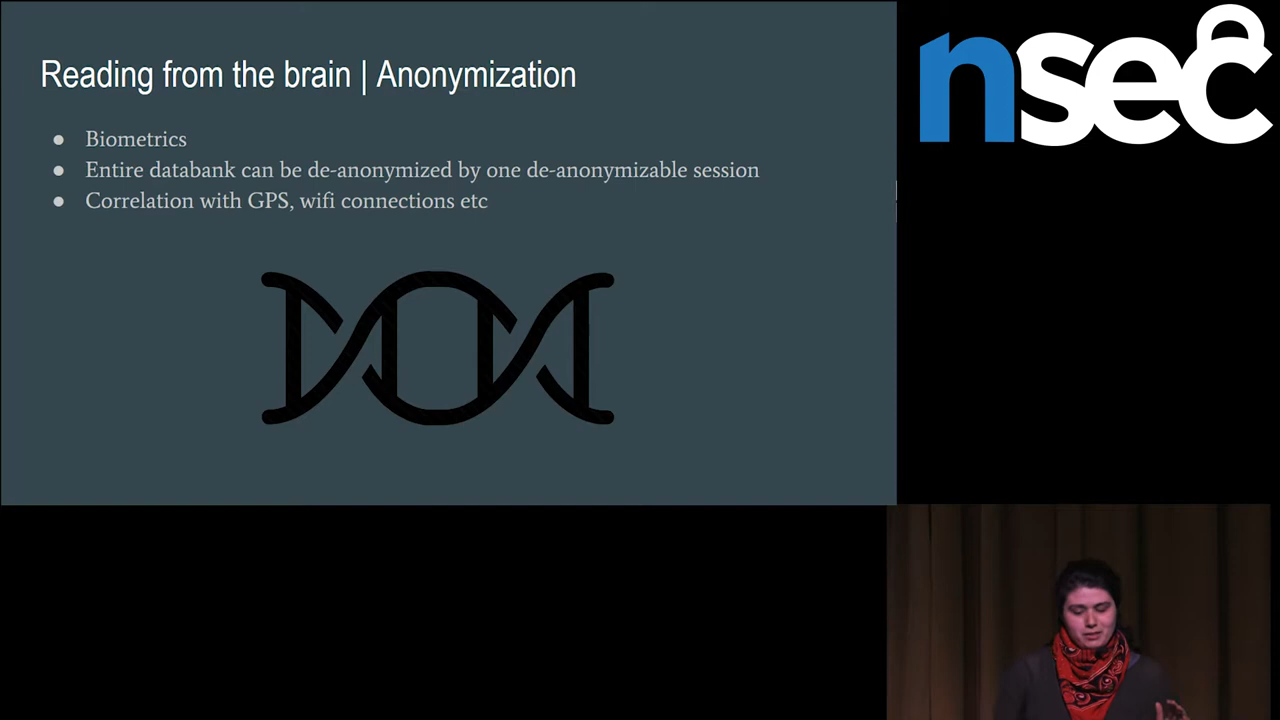 Reading from the brain | Anonymization
● Biometrics
● Entire databank can be de-anonymized by one de-anonymizable session
● Correlation with GPS, wifi connections etc
nsec